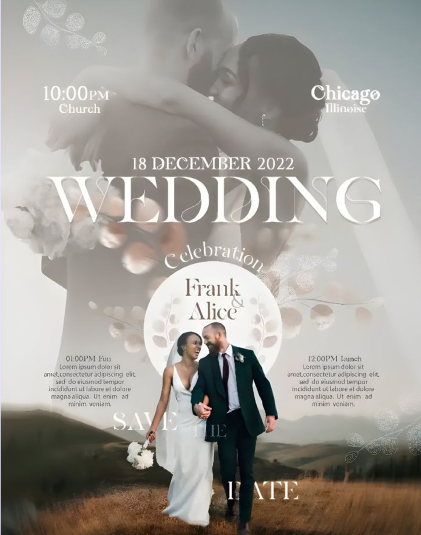 10:00PM
Church
Chicago
Illinoise
18 DECEMBER 2022
WEDDING
Celebration
Frank
&
Alice
01:00PM Fun
Lorem ipsum dolor sit
amet,consectetur adipiscing elit,
sed do eiusmod tempor
incididunt ut labore et dolore
magna aliqua. Ut enim ad
minim veniam.
12:00PM Lunch
Lorem ipsum dolor sit
amet,consectetur adipiscing elit,
sed do eiusmod tempor
incididunt ut labore et dolore
magna aliqua. Ut enim ad
minim veniam.
SAVE
THE
DATE